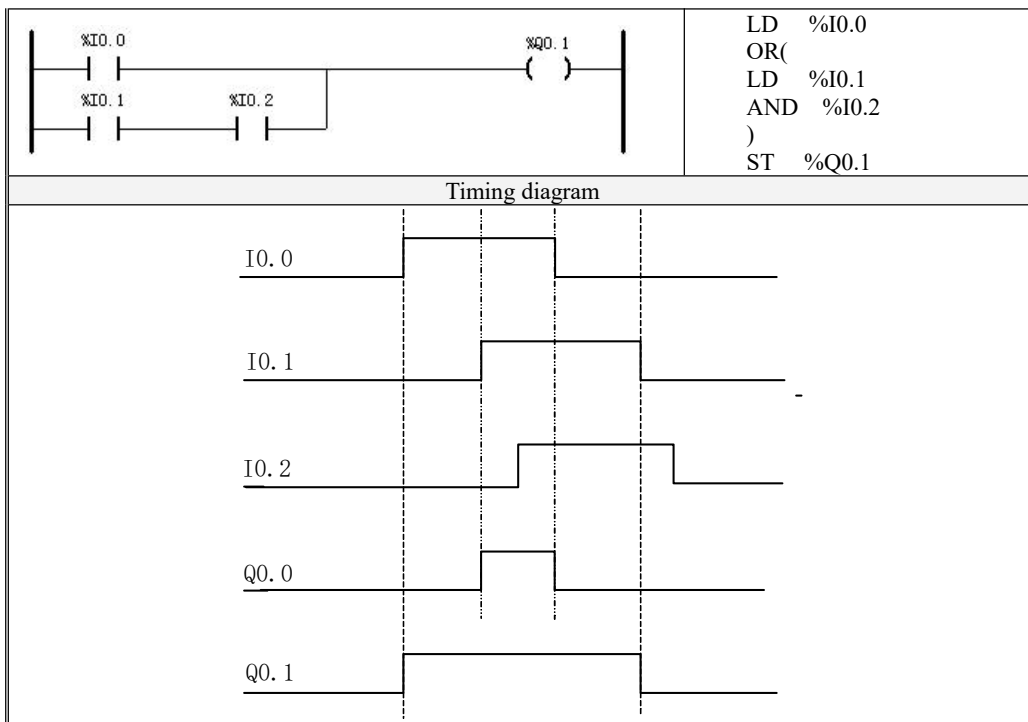 %I0.0
%Q0.1
%I0.1
%I0.2
LD %I0.0
OR(
LD %I0.1
AND %I0.2
)
ST %Q0.1
Timing diagram
I0.0
I0.1
-
I0.2
Q0.0
Q0.1